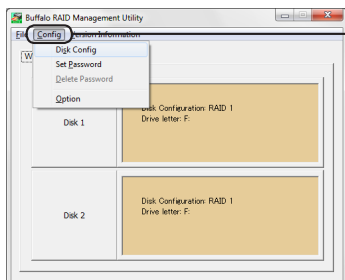 Buffalo RAID Management Utility
Config Version Information
Disk Config
Set Password
Delete Password
Option
Disk 1
Disk Configuration: RAID 1
Drive letter: F:
Disk 2
Disk Configuration: RAID 1
Drive letter: F: